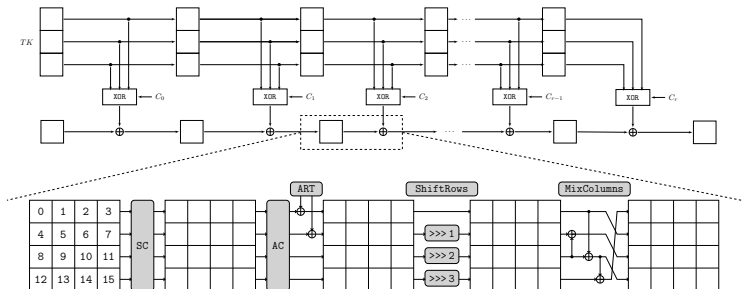 TK
XOR C0 XOR C1 XOR C2 XOR Cr−1 XOR Cr
... ... ... ...
ART ShiftRows MixColumns
0 1 2 3
4 5 6 7 >>> 1
SC AC
8 9 10 11 >>> 2
12 13 14 15 >>> 3